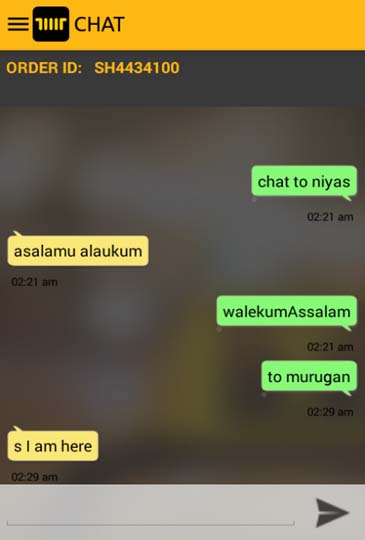 CHAT
ORDER ID: SH4434100
chat to niyas
02:21 am
asalamu alaukum
02:21 am
walekumAssalam
02:21 am
to murugan
02:29 am
s I am here
02:29 am